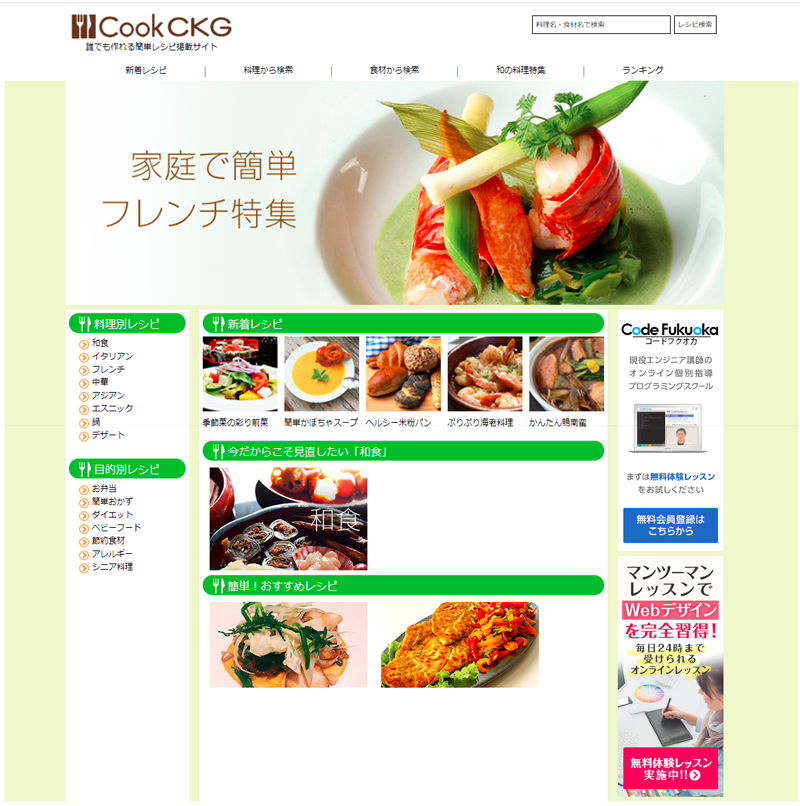 CookCKG
誰でも作れる簡単レシピ掲載サイト
料理名・食材名で検索
レシピ検索
新着レシピ
料理から検索
食材から検索
和の料理特集
ランキング
家庭で簡単
フレンチ特集
料理別レシピ
和食
イタリアン
フレンチ
中華
アジアン
エスニック
鍋
デザート
目的別レシピ
お弁当
簡単おかず
ダイエット
ベビーフード
節約食材
アレルギー
シニア料理
新着レシピ
季節菜の彩り前菜
簡単かぼちゃスープ
ヘルシー米粉パン
ぷりぷり海老料理
かんたん鴨南蛮
今だからこそ見直したい「和食」
和食
簡単！おすすめレシピ
Code Fukuoka
コードフクオカ
現役エンジニア講師の
オンライン個別指導
プログラミングスクール
まずは無料体験レッスン
をお試しください
無料会員登録は
こちらから
マンツーマン
レッスンで
Webデザイン
を完全習得！
毎日24時まで
受けられる
オンラインレッスン
無料体験レッスン
実施中!!